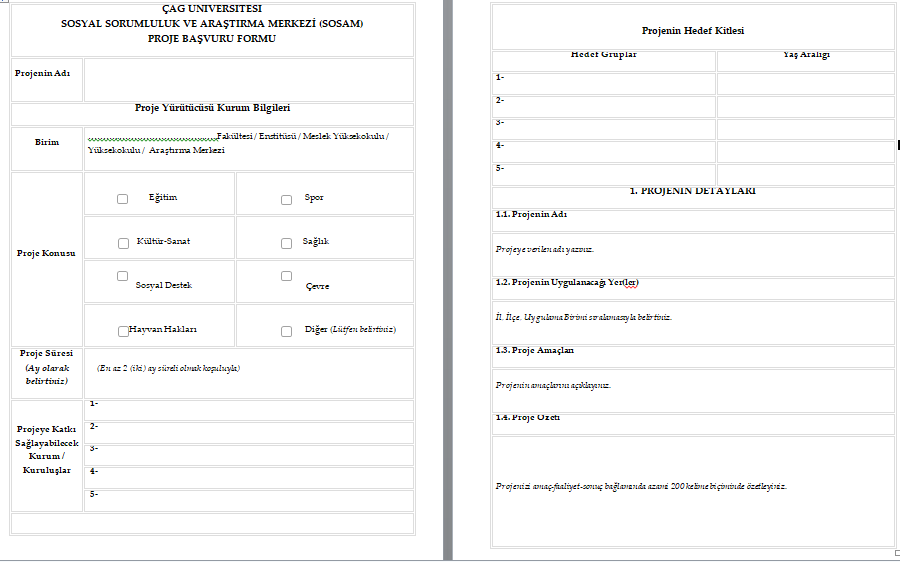 ÇAG UNIVERSITESI
SOSYAL SORUMLULUK VE ARAŞTIRMA MERKEZİ (SOSAM)
PROJE BAŞVURU FORMU
Projenin Adı
Proje Yürütücüsü Kurum Bilgileri
Birim
Fakültesi / Enstitüsü / Meslek Yüksekokulu /
Yüksekokulu / Araştırma Merkezi
Proje Konusu
Eğitim
Spor
Kültür-Sanat
Sağlık
Sosyal Destek
Çevre
Hayvan Hakları
Diğer (Lütfen belirtiniz)
Proje Süresi
(Ay olarak
belirtiniz)
(En az 2 (iki) ay süreli olmak koşuluyla)
Projeye Katkı
Sağlayabilecek
Kurum /
Kuruluşlar
1-
2-
3-
4-
5-
Projenin Hedef Kitlesi
Hedef Gruplar
Yaş Aralığı
1-
2-
3-
4-
5-
1. PROJENİN DETAYLARI
1.1. Projenin Adı
Projeye verilen adı yazınız.
1.2. Projenin Uygulanacağı Yer(ler)
İl, İlçe, Uygulama Birimi sıralamasıyla belirtiniz.
1.3. Proje Amaçları
Projenin amaçlarını açıklayınız.
1.4. Proje Özeti
Projenizi amaç-faaliyet-sonuç bağlamında azami 200 kelime biçiminde özetleyiniz.